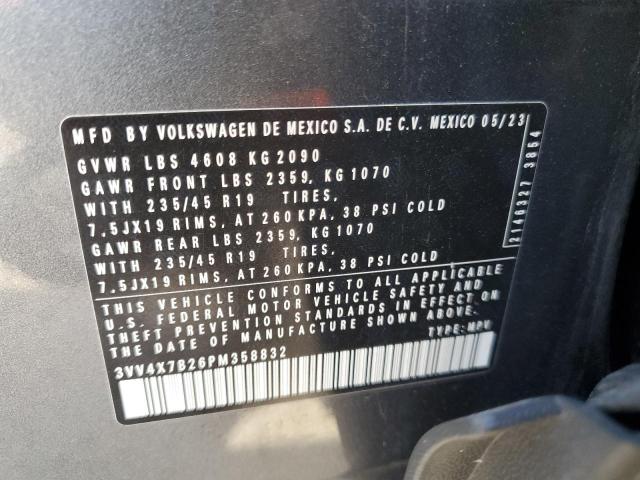 MFD BY VOLKSWAGEN DE MEXICO S.A. DE C.V. MEXICO 05/23
GVWR LBS 4608 KG 2090
GAWR FRONT LBS 2359, KG 1070
WITH 235/45 R19 TIRES,
7.5JX19 RIMS, AT 260 KPA, 38 PSI COLD
GAWR REAR LBS 2359, KG 1070
WITH 235/45 R19 TIRES,
7.5JX19 RIMS, AT 260 KPA, 38 PSI COLD
THIS VEHICLE CONFORMS TO ALL APPLICABLE
U.S. FEDERAL MOTOR VEHICLE SAFETY AND
THEFT PREVENTION STANDARDS IN EFFECT ON
THE DATE OF MANUFACTURE SHOWN ABOVE.
3VV4X7B26PM358832 TYPE: MPV
2146327 3854